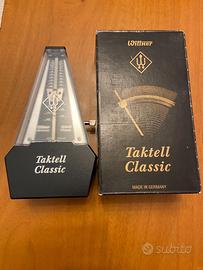 Taktell
Classic
Wittner
Taktell
Classic
MADE IN GERMANY
subito